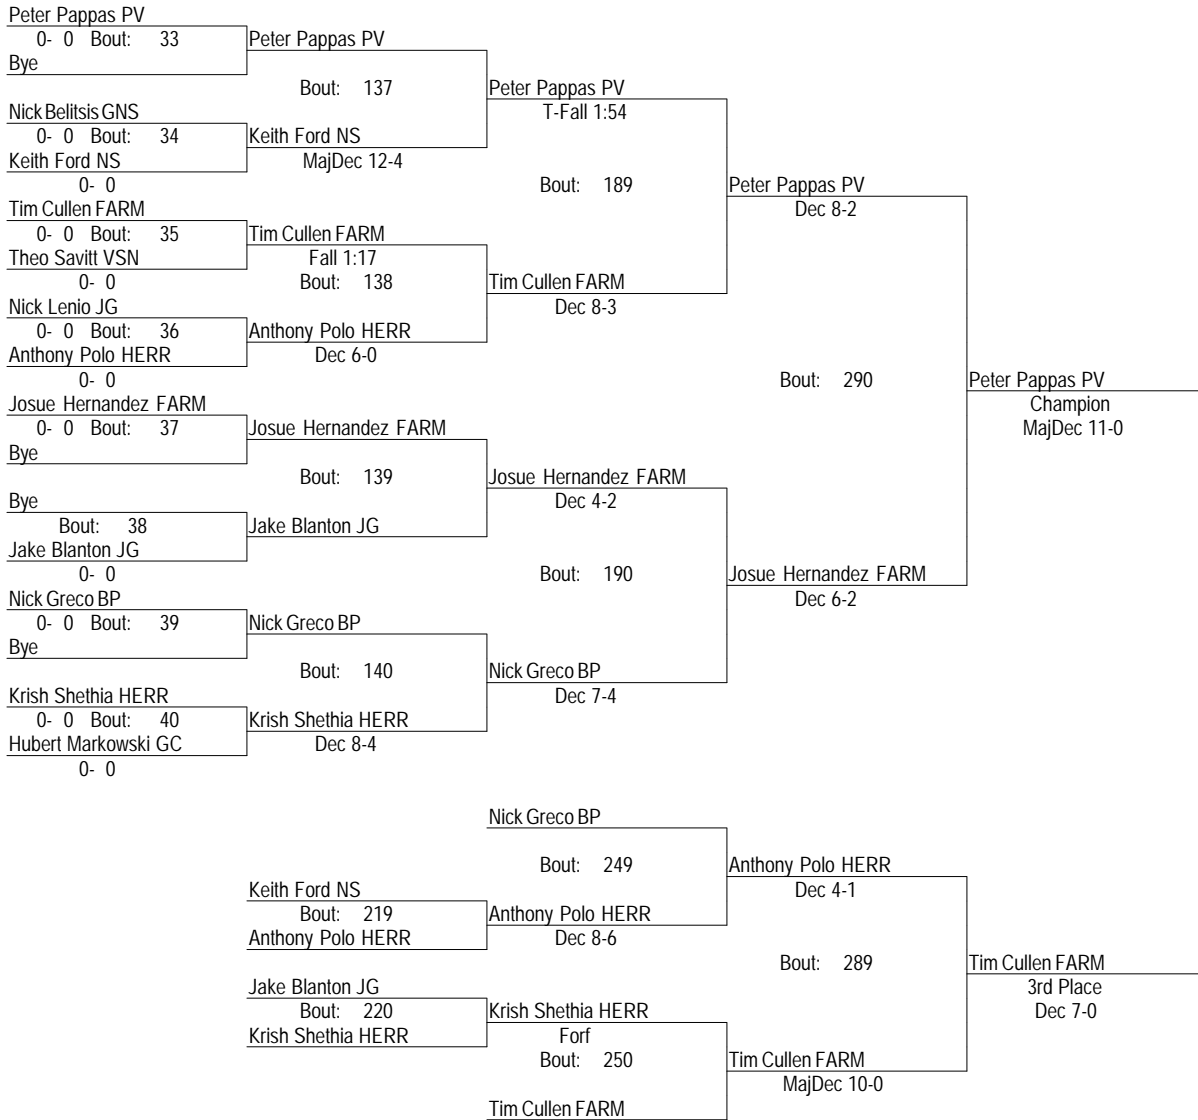 Peter Pappas PV
0- 0 Bout: 33
Peter Pappas PV
Bye
Bout: 137
Peter Pappas PV
T-Fall 1:54
Nick Belitsis GNS
0- 0 Bout: 34
Keith Ford NS
MajDec 12-4
Keith Ford NS
0- 0
Bout: 189
Peter Pappas PV
Dec 8-2
Tim Cullen FARM
0- 0 Bout: 35
Tim Cullen FARM
Fall 1:17
Theo Savitt VSN
0- 0
Bout: 138
Tim Cullen FARM
Dec 8-3
Nick Lenio JG
0- 0 Bout: 36
Anthony Polo HERR
Dec 6-0
Anthony Polo HERR
0- 0
Bout: 290
Peter Pappas PV
Champion
MajDec 11-0
Josue Hernandez FARM
0- 0 Bout: 37
Josue Hernandez FARM
Bye
Bout: 139
Josue Hernandez FARM
Dec 4-2
Bye
Bout: 38
Jake Blanton JG
Jake Blanton JG
0- 0
Bout: 190
Josue Hernandez FARM
Dec 6-2
Nick Greco BP
0- 0 Bout: 39
Nick Greco BP
Bye
Bout: 140
Nick Greco BP
Dec 7-4
Krish Shethia HERR
0- 0 Bout: 40
Krish Shethia HERR
Dec 8-4
Hubert Markowski GC
0- 0
Nick Greco BP
Bout: 249
Anthony Polo HERR
Dec 4-1
Keith Ford NS
Bout: 219
Anthony Polo HERR
Dec 8-6
Anthony Polo HERR
Bout: 289
Tim Cullen FARM
3rd Place
Dec 7-0
Jake Blanton JG
Bout: 220
Krish Shethia HERR
Forf
Krish Shethia HERR
Bout: 250
Tim Cullen FARM
MajDec 10-0
Tim Cullen FARM